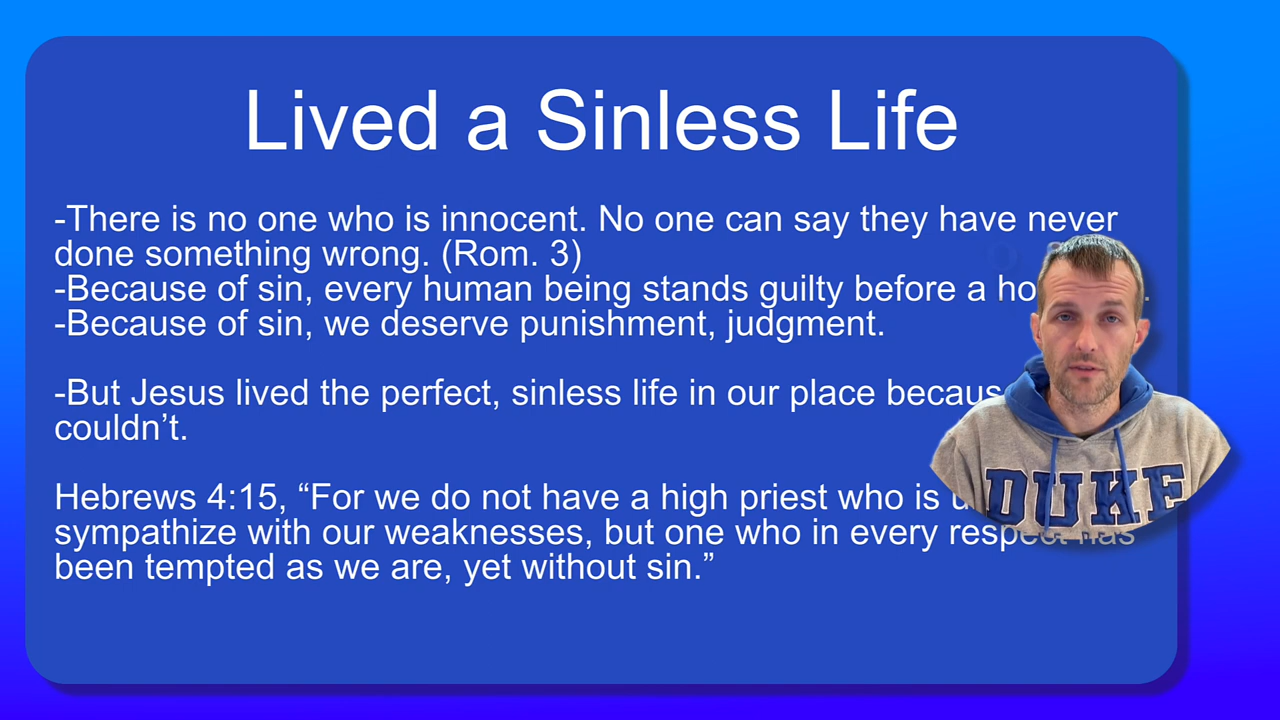 Lived a Sinless Life
-There is no one who is innocent. No one can say they have never
done something wrong. (Rom. 3)
-Because of sin, every human being stands guilty before a
-Because of sin, we deserve punishment, judgment.
-But Jesus lived the perfect, sinless life in our place
couldn’t.
Hebrews 4:15, “For we do not have a high priest who is
sympathize with our weaknesses, but one who in every respect has
been tempted as we are, yet without sin.”
DUKE